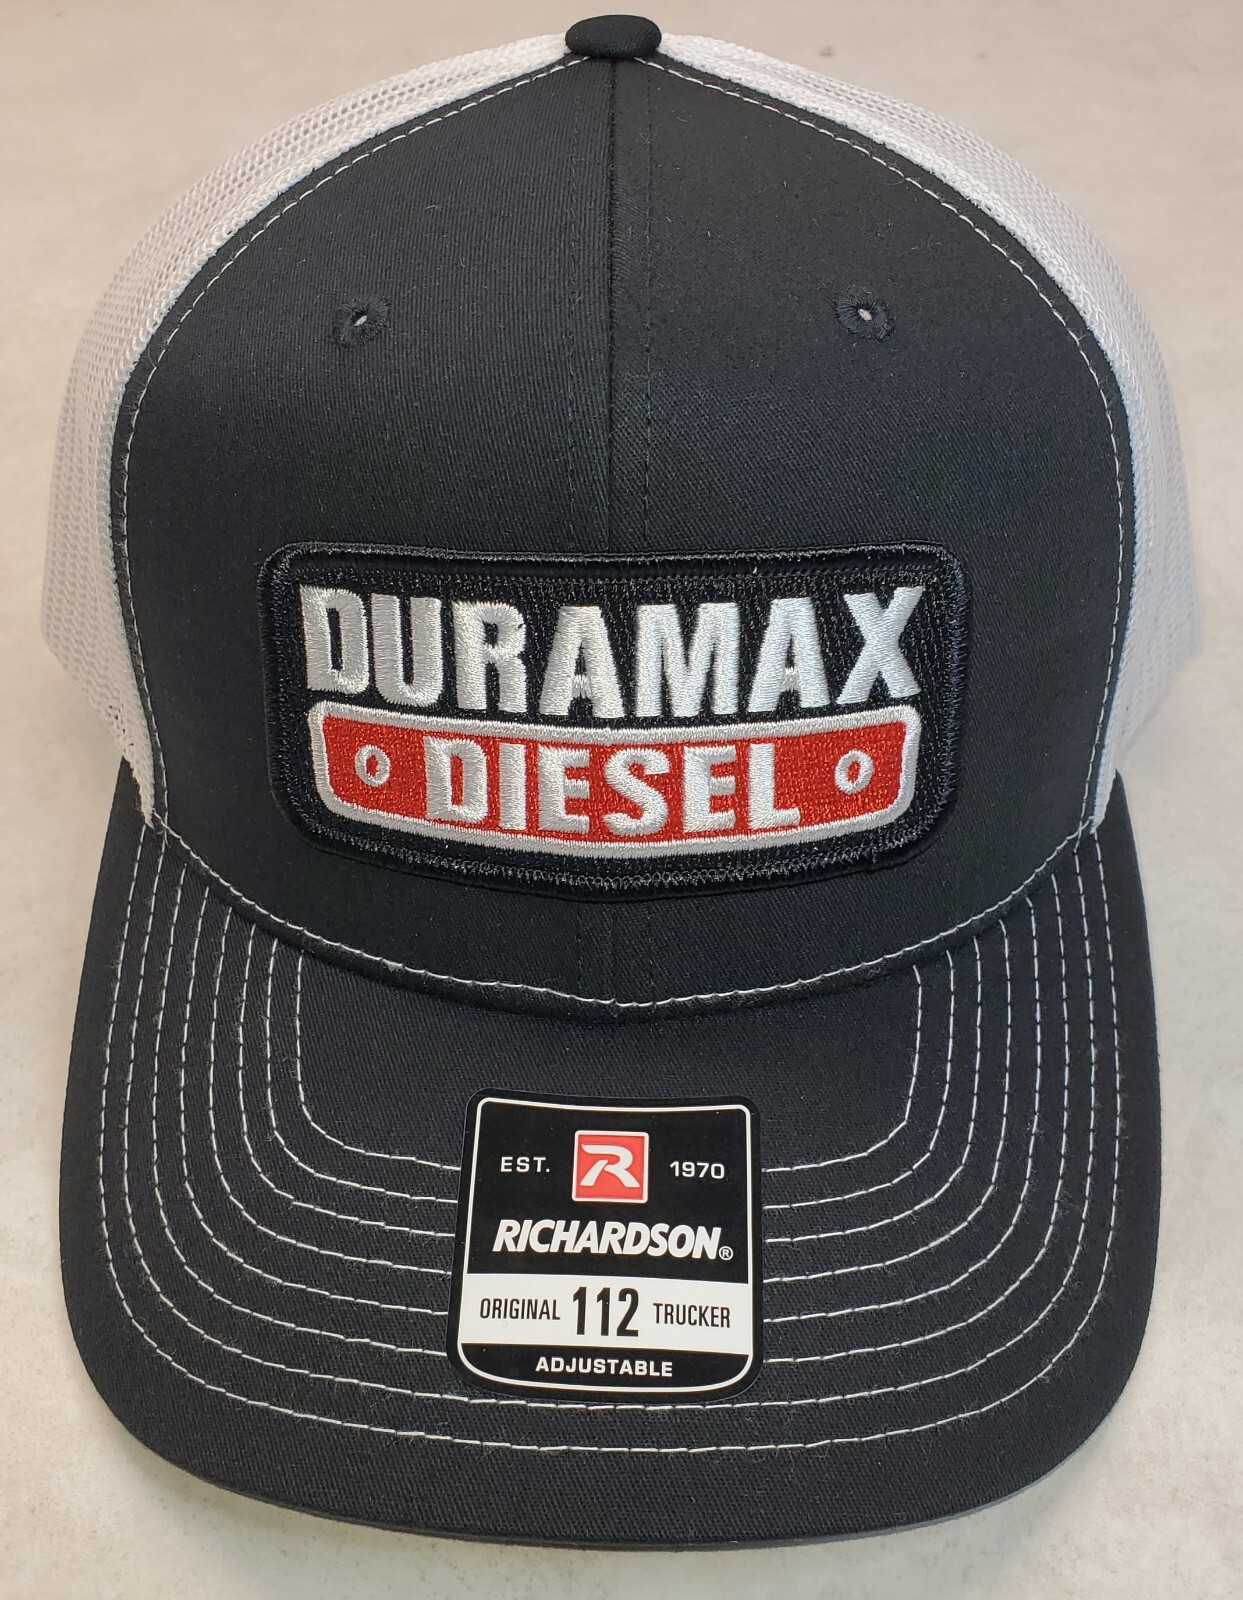 DURAMAX
DIESEL
EST. R 1970
RICHARDSON®
ORIGINAL 112 TRUCKER
ADJUSTABLE